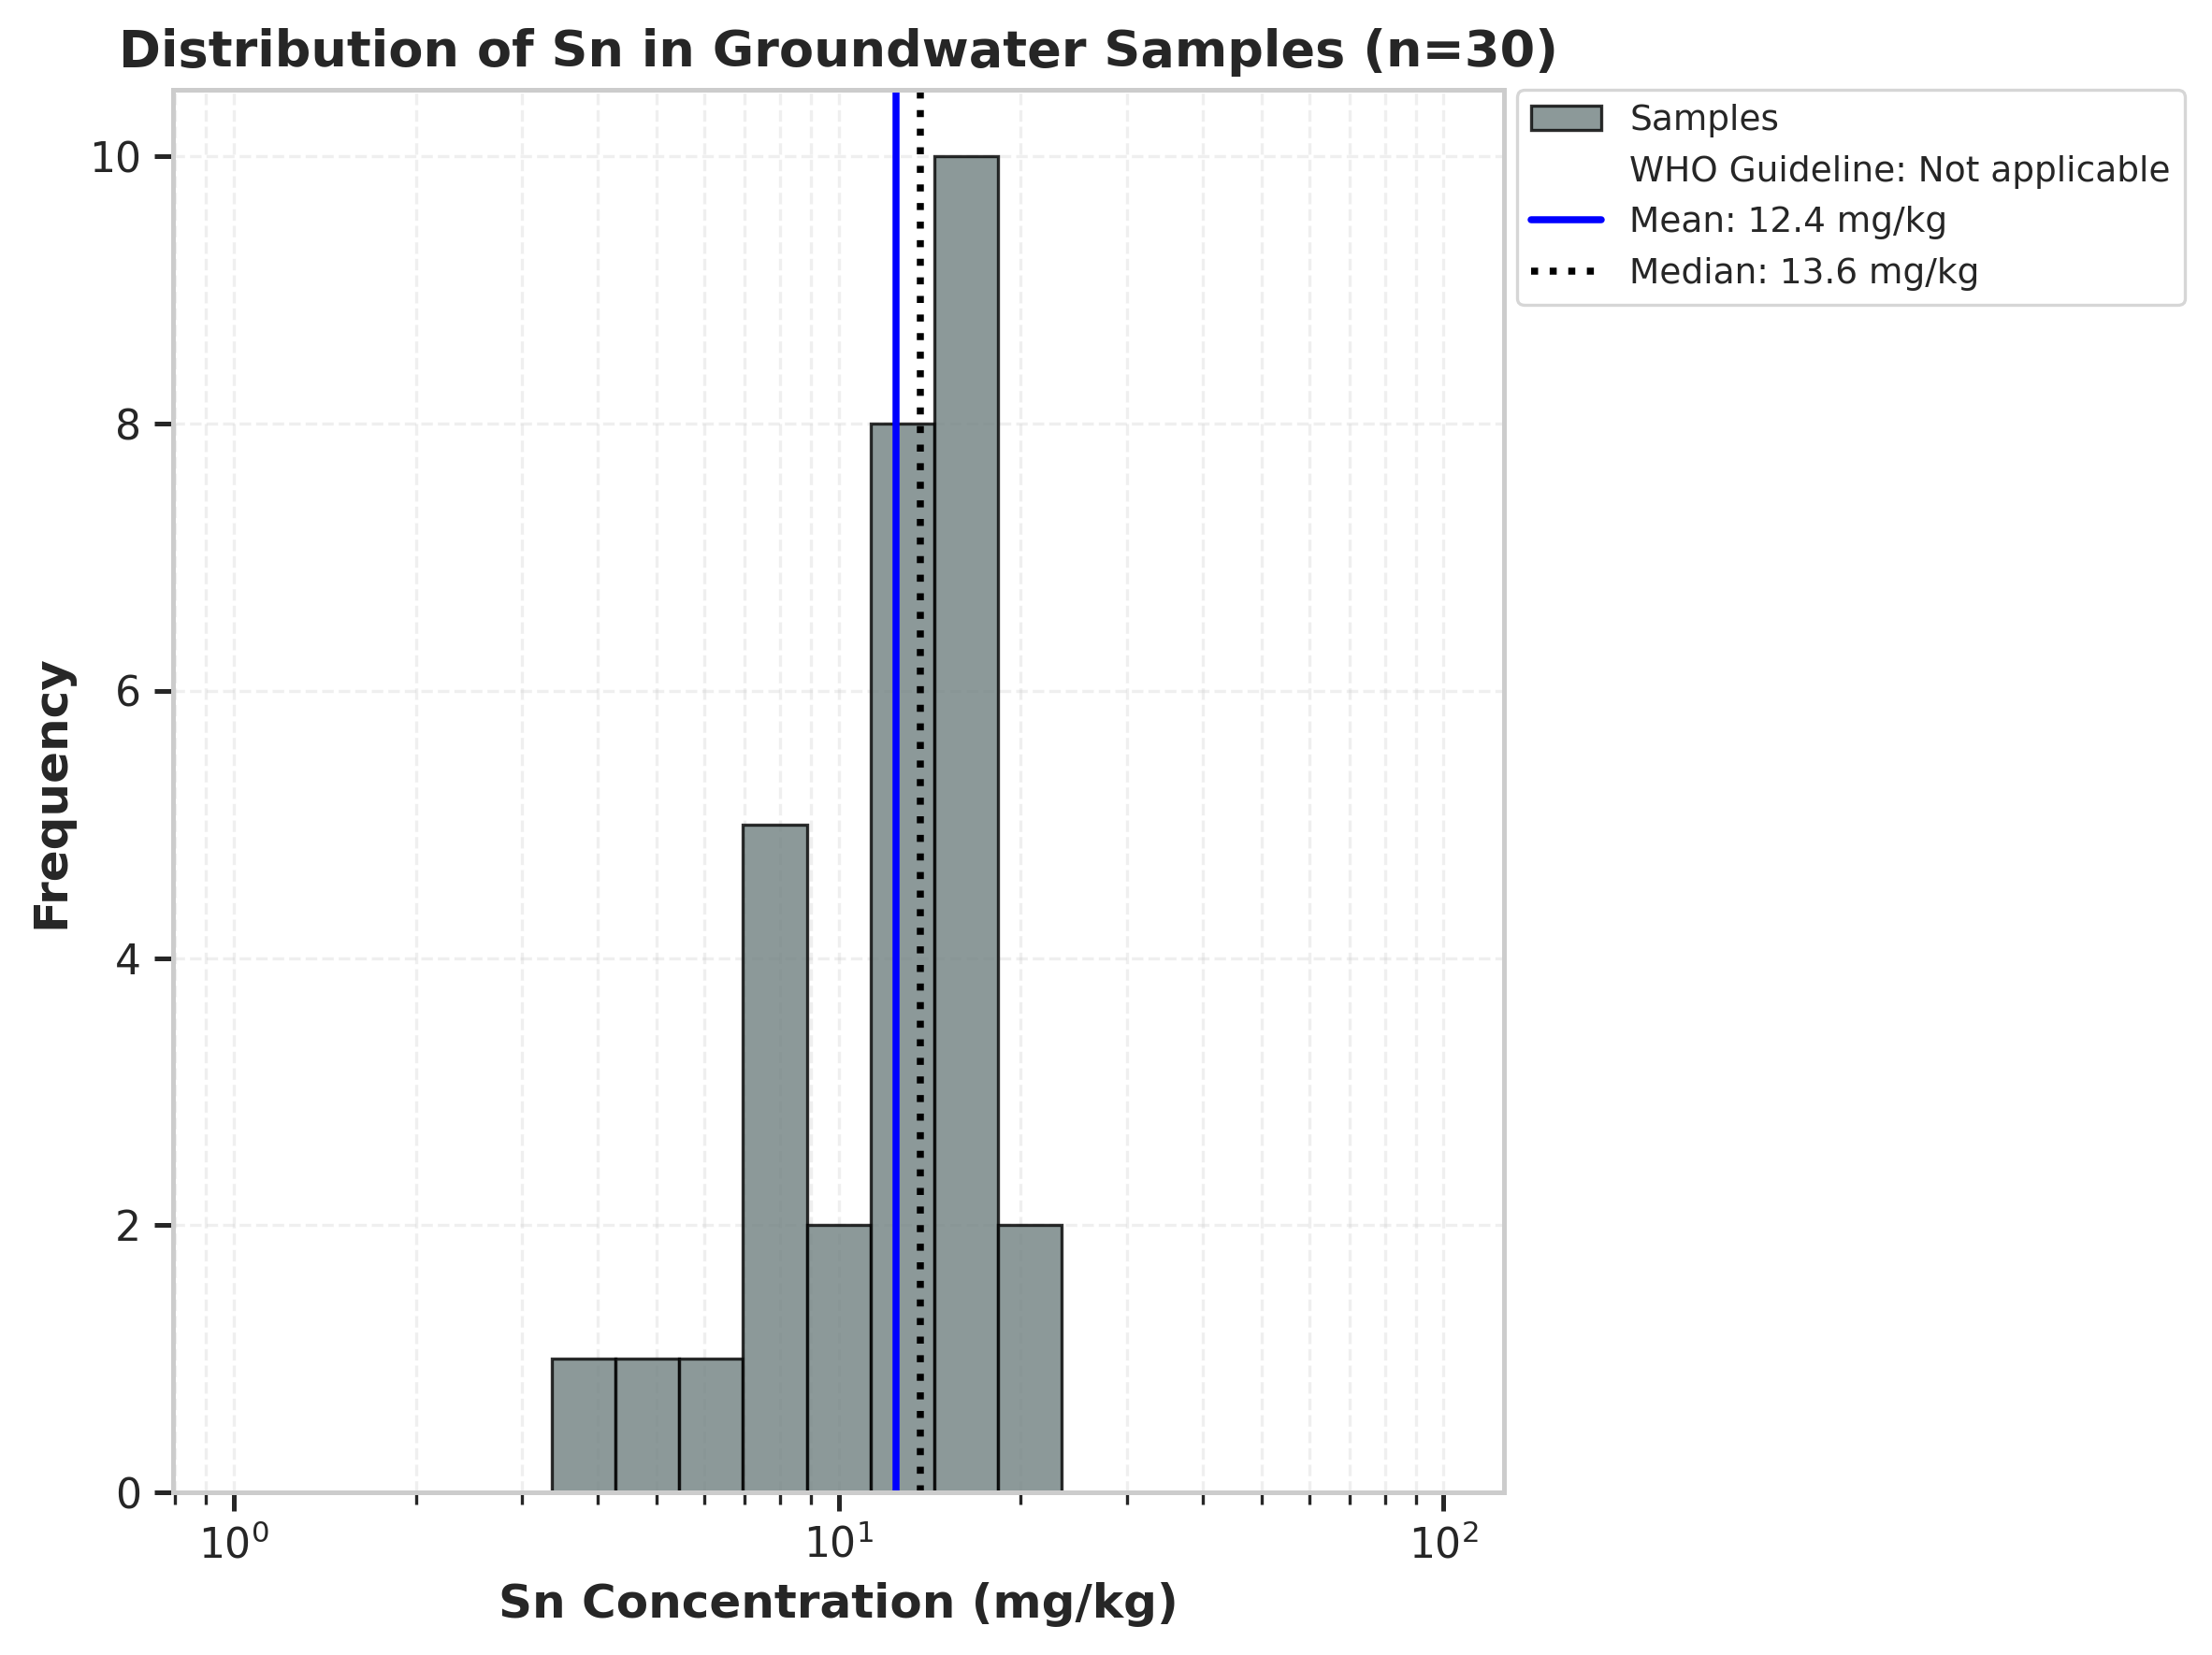 Distribution of Sn in Groundwater Samples (n=30)
Samples
WHO Guideline: Not applicable
Mean: 12.4 mg/kg
Median: 13.6 mg/kg
Frequency
10
8
6
4
2
0
10⁰ 10¹ 10²
Sn Concentration (mg/kg)